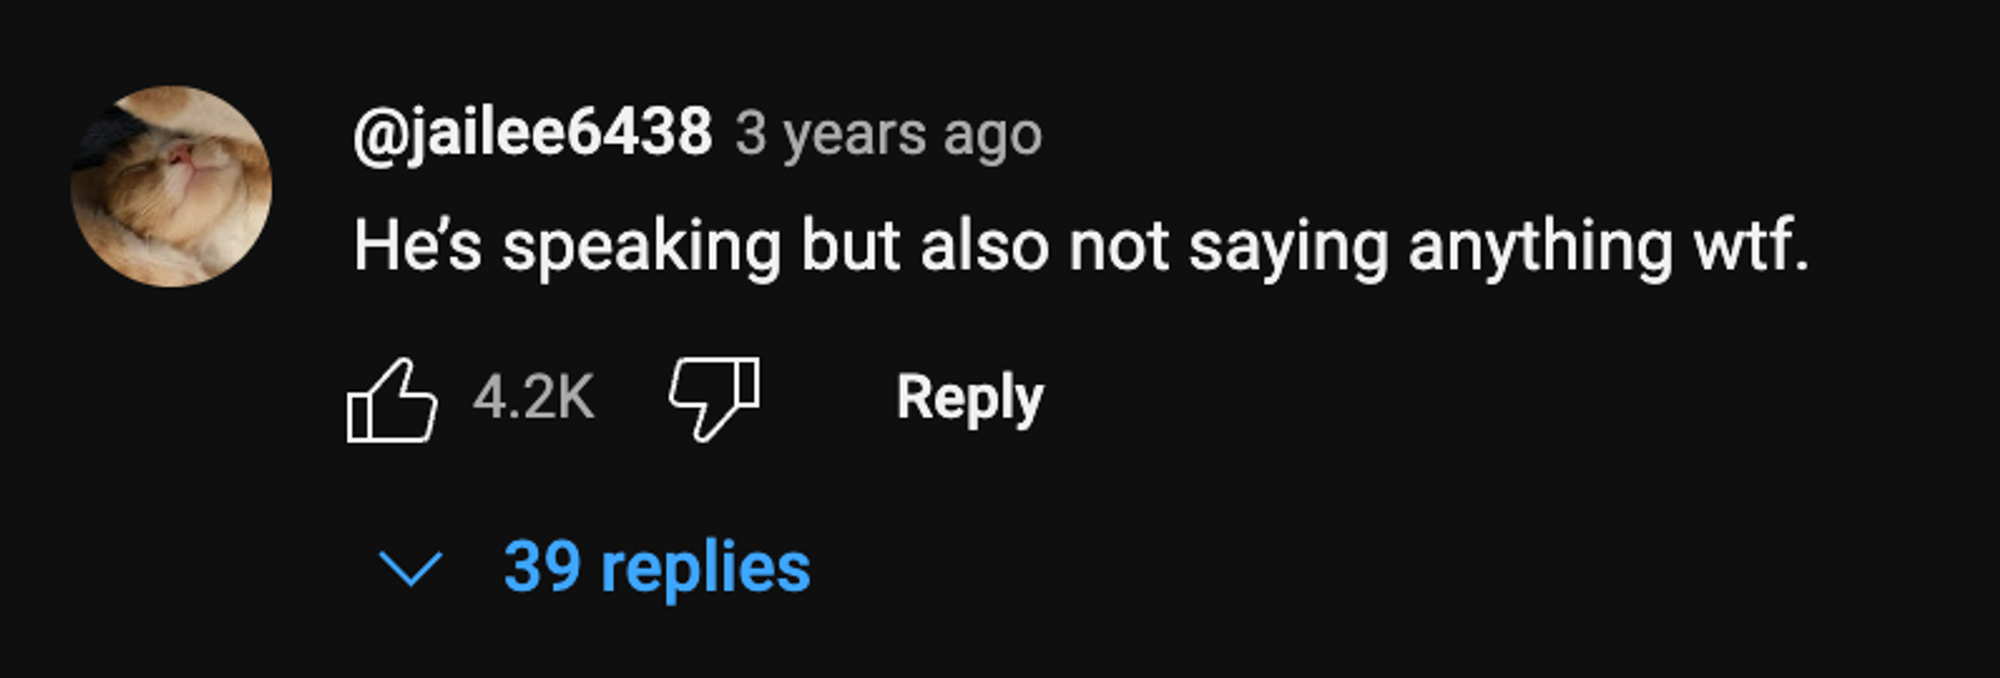 @jailee6438 3 years ago
He’s speaking but also not saying anything wtf.
4.2K Reply
39 replies